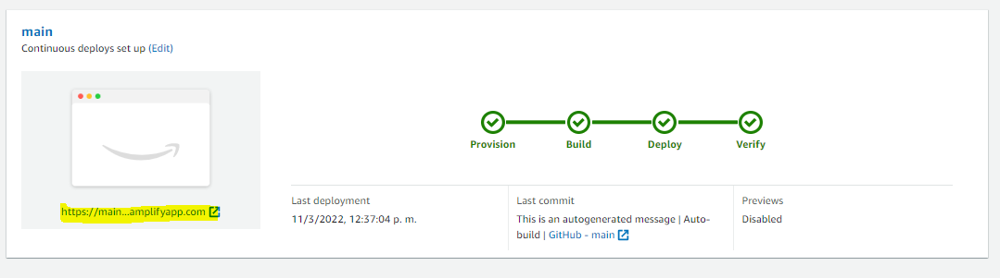 main
Continuous deploys set up (Edit)
Provision
Build
Deploy
Verify
https://main...amplifyapp.com
Last deployment
11/3/2022, 12:37:04 p. m.
Last commit
This is an autogenerated message | Auto-
build | GitHub - main
Previews
Disabled